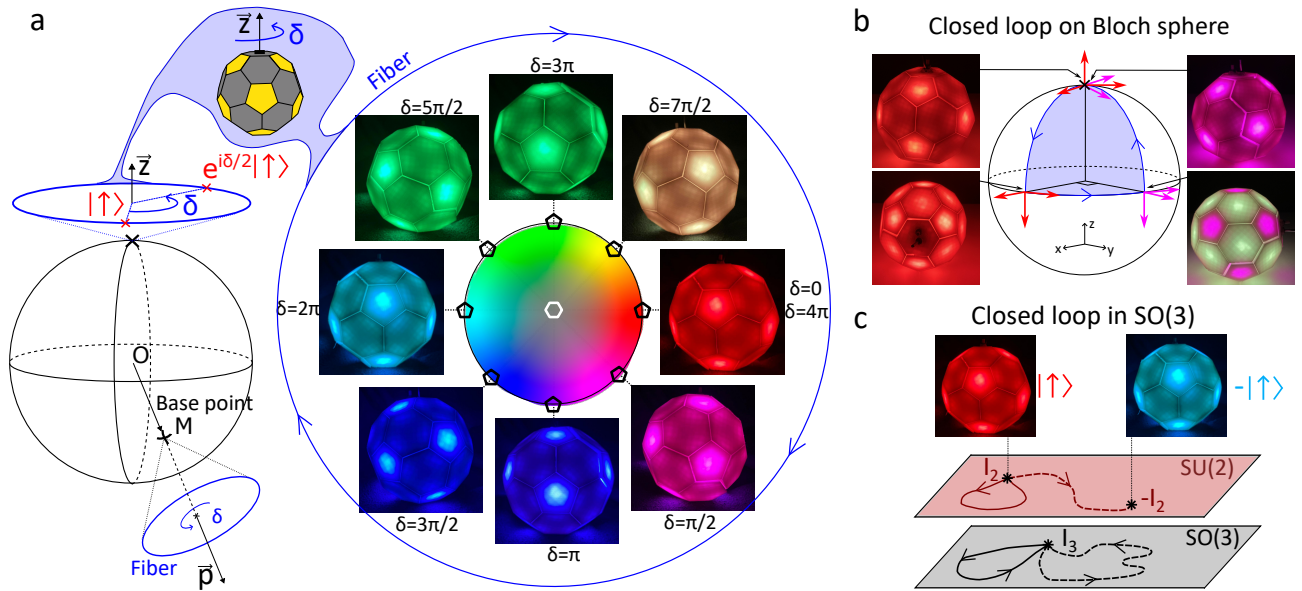 a
z⃗
δ
Fiber
e^{iδ/2}|↑⟩
z⃗
|↑⟩
δ
O
Base point
M
δ
Fiber
p⃗
δ=3π
δ=5π/2
δ=7π/2
δ=2π
δ=0
δ=4π
δ=3π/2
δ=π/2
δ=π
b
Closed loop on Bloch sphere
z
x
y
c
Closed loop in SO(3)
|↑⟩
-|↑⟩
I₂
SU(2)
-I₂
I₃
SO(3)